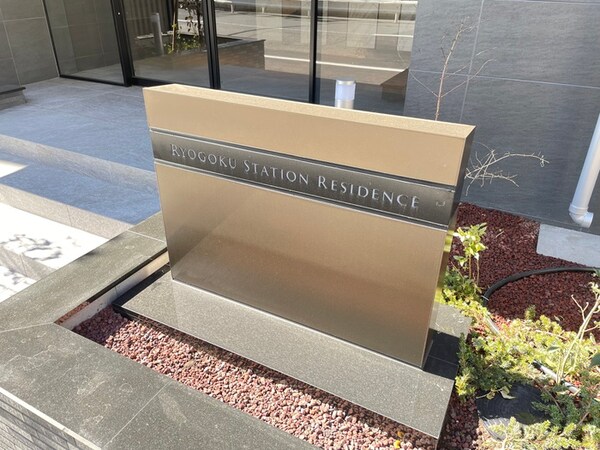 RYOGOKU STATION RESIDENCE